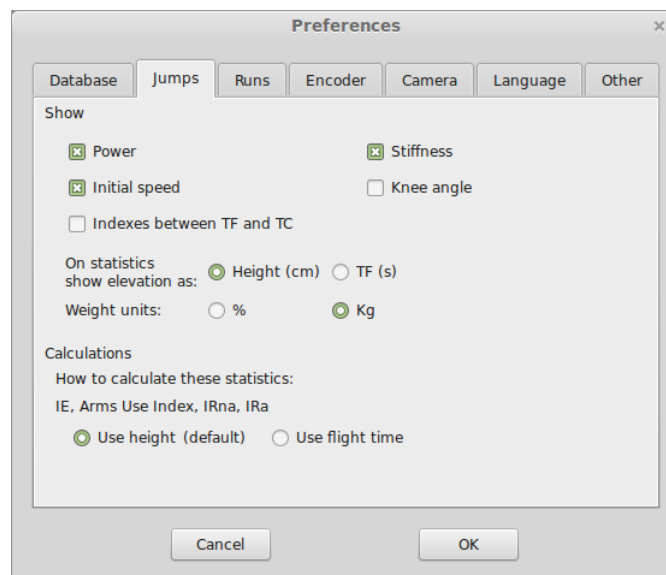 Preferences
Database Jumps Runs Encoder Camera Language Other
Show
Power Stiffness
Initial speed Knee angle
Indexes between TF and TC
On statistics
show elevation as: Height (cm) TF (s)
Weight units: % Kg
Calculations
How to calculate these statistics:
IE, Arms Use Index, IRna, IRa
Use height (default) Use flight time
Cancel OK